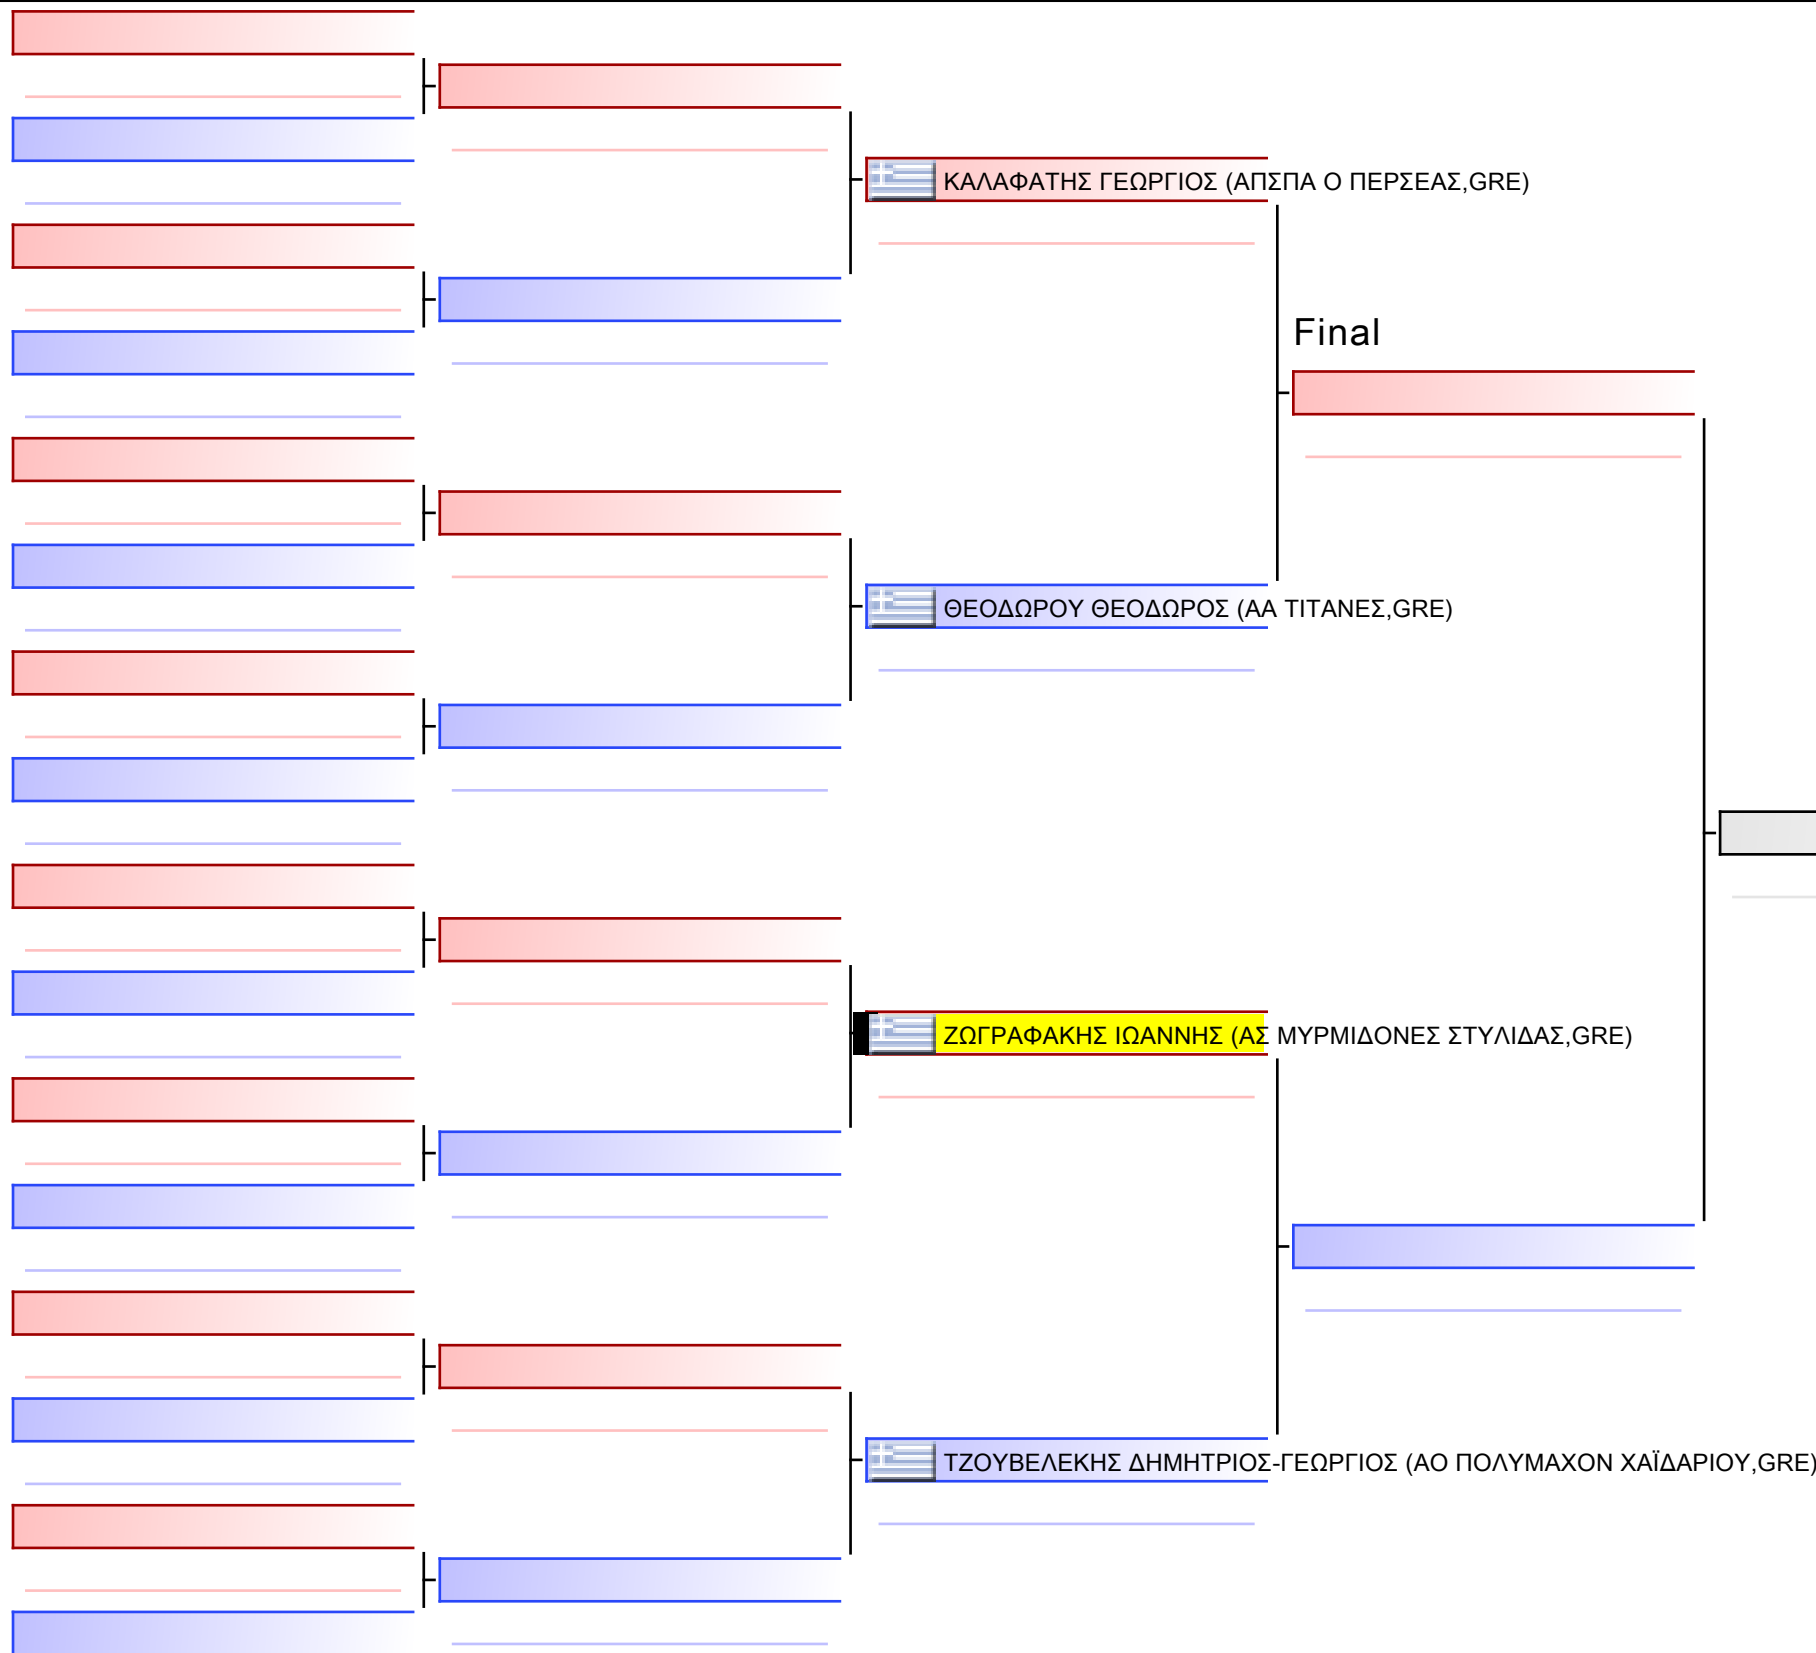 ΚΑΛΑΦΑΤΗΣ ΓΕΩΡΓΙΟΣ (ΑΠΣΠΑ Ο ΠΕΡΣΕΑΣ,GRE)
Final
ΘΕΟΔΩΡΟΥ ΘΕΟΔΩΡΟΣ (ΑΑ ΤΙΤΑΝΕΣ,GRE)
ΖΩΓΡΑΦΑΚΗΣ ΙΩΑΝΝΗΣ (ΑΣ ΜΥΡΜΙΔΟΝΕΣ ΣΤΥΛΙΔΑΣ,GRE)
ΤΖΟΥΒΕΛΕΚΗΣ ΔΗΜΗΤΡΙΟΣ-ΓΕΩΡΓΙΟΣ (ΑΟ ΠΟΛΥΜΑΧΟΝ ΧΑΪΔΑΡΙΟΥ,GRE)